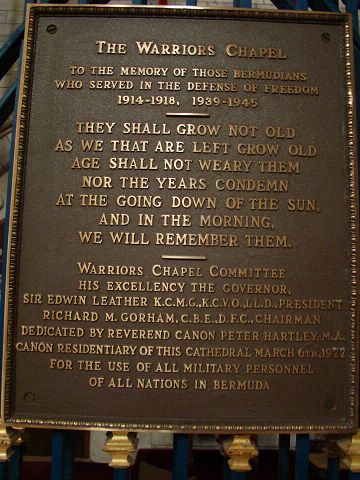 The Warriors Chapel
TO THE MEMORY OF THOSE BERMUDIANS
WHO SERVED IN THE DEFENSE OF FREEDOM
1914-1918, 1939-1945
THEY SHALL GROW NOT OLD
AS WE THAT ARE LEFT GROW OLD
AGE SHALL NOT WEARY THEM
NOR THE YEARS CONDEMN
AT THE GOING DOWN OF THE SUN,
AND IN THE MORNING,
WE WILL REMEMBER THEM.
Warriors Chapel Committee
HIS EXCELLENCY THE GOVERNOR,
SIR EDWIN LEATHER K.C.M.G., K.C.V.O., LL.D., PRESIDENT
RICHARD M. GORHAM, C.B.E., D.F.C., CHAIRMAN
DEDICATED BY REVEREND CANON PETER HARTLEY, M.A.
CANON RESIDENTIARY OF THIS CATHEDRAL MARCH 6TH, 1977
FOR THE USE OF ALL MILITARY PERSONNEL
OF ALL NATIONS IN BERMUDA